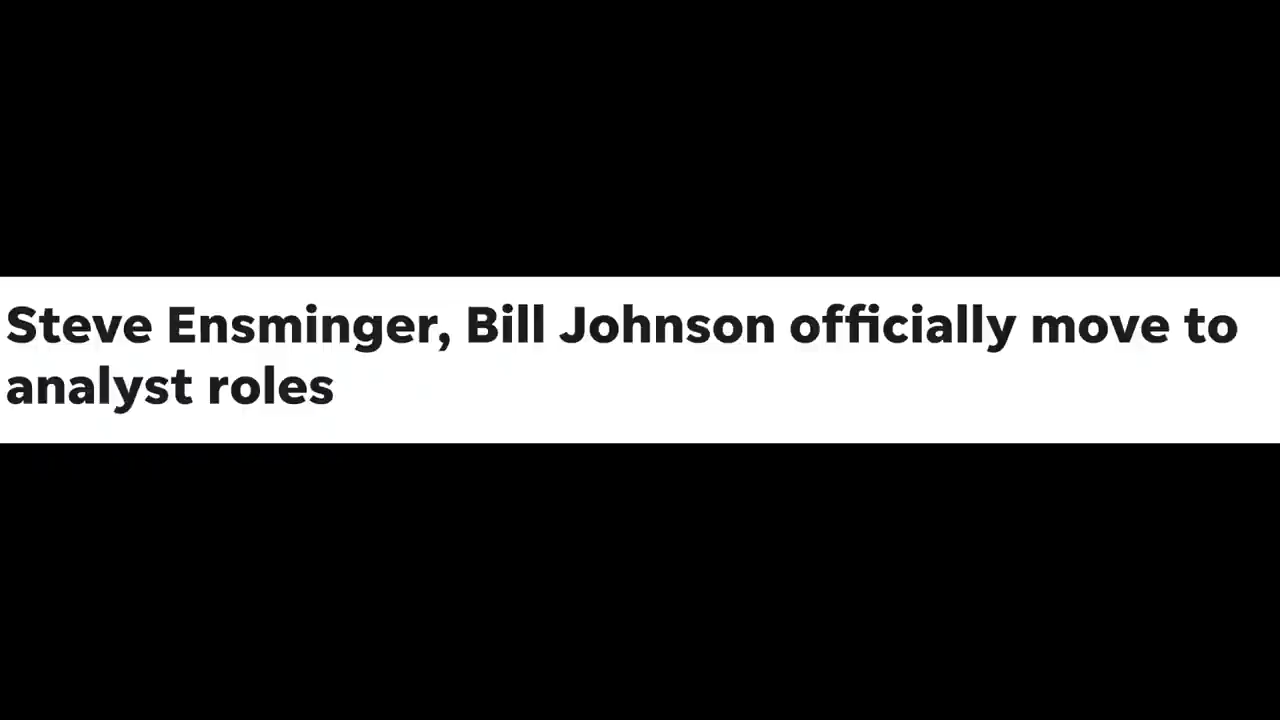 Steve Ensminger, Bill Johnson officially move to
analyst roles